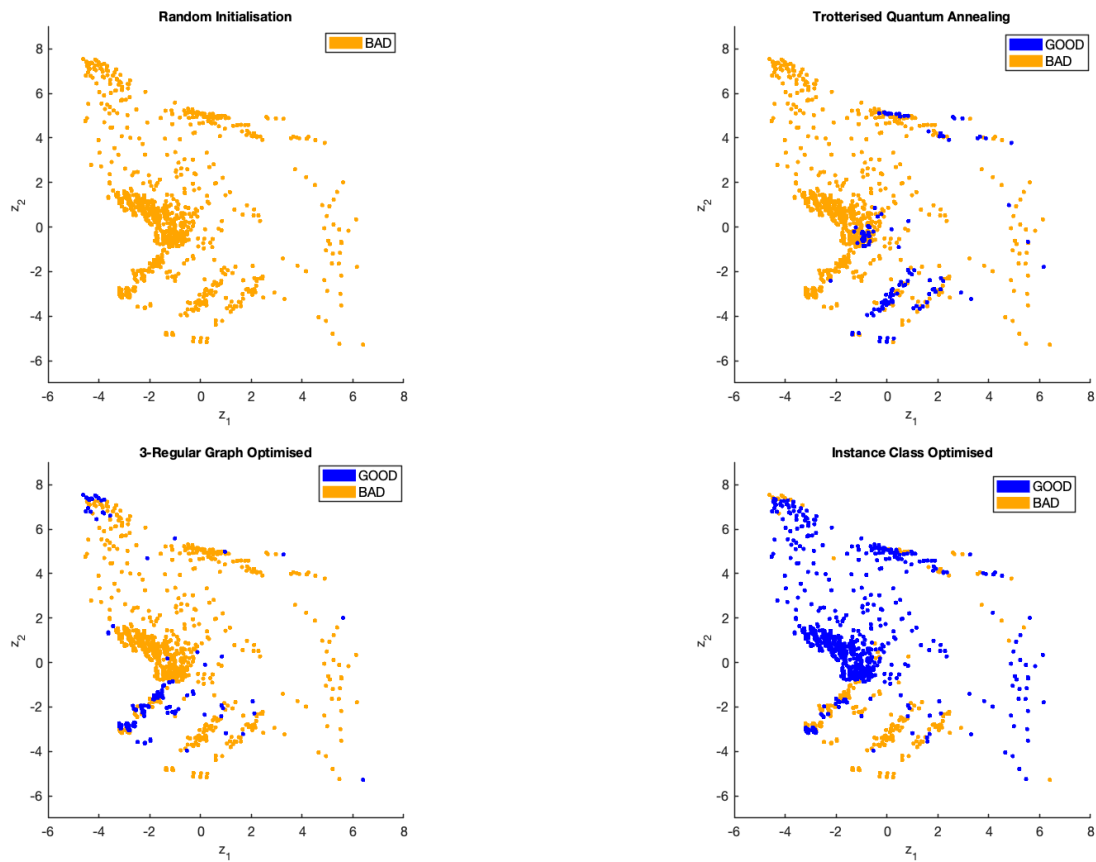 Random Initialisation
BAD
8
6
4
2
0
-2
-4
-6
z2
-6 -4 -2 0 2 4 6 8
z1
Trotterised Quantum Annealing
GOOD
BAD
8
6
4
2
0
-2
-4
-6
z2
-6 -4 -2 0 2 4 6 8
z1
3-Regular Graph Optimised
GOOD
BAD
8
6
4
2
0
-2
-4
-6
z2
-6 -4 -2 0 2 4 6 8
z1
Instance Class Optimised
GOOD
BAD
8
6
4
2
0
-2
-4
-6
z2
-6 -4 -2 0 2 4 6 8
z1